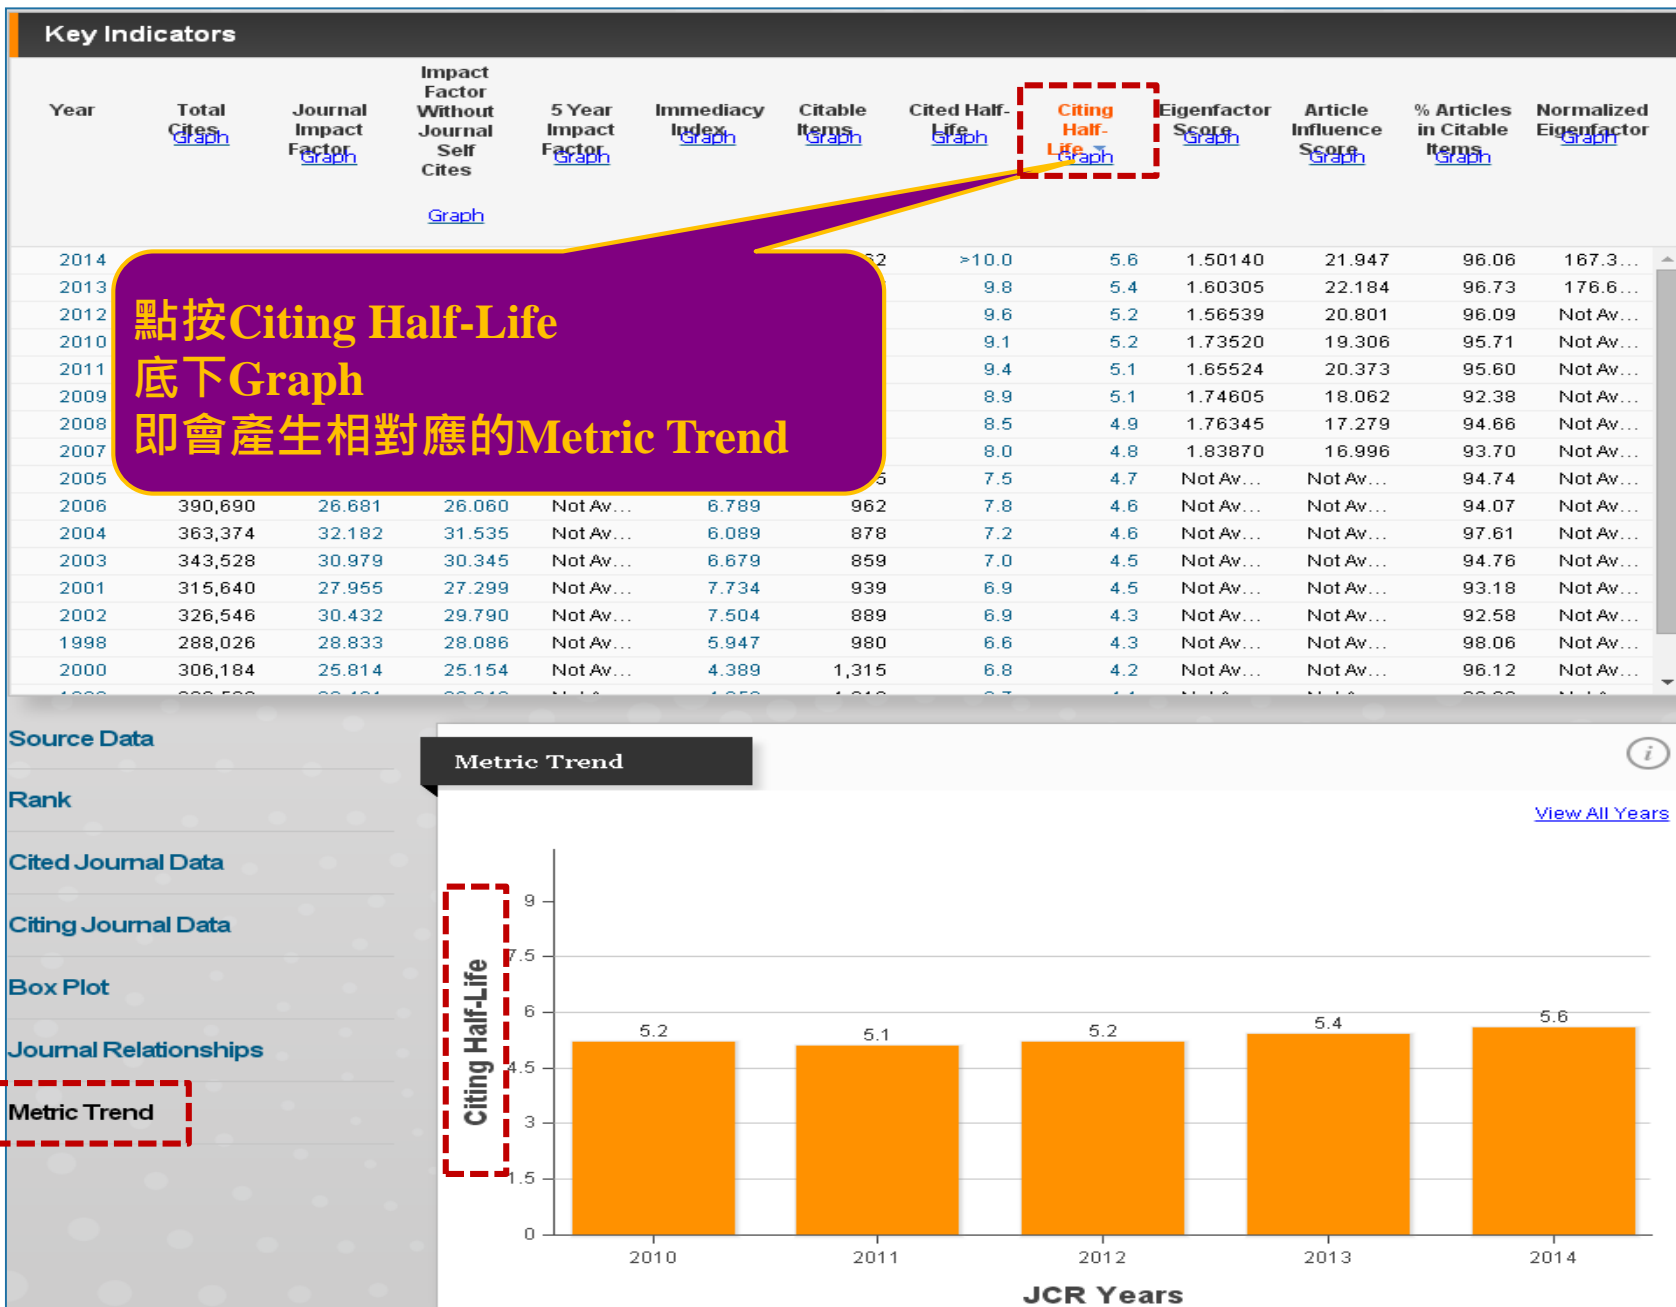 Key Indicators
Year Total Cites Graph Journal Impact Factor Graph Impact Factor Without Journal Self Cites Graph 5 Year Impact Factor Graph Immediacy Index Graph Citable Items Graph Cited Half-Life Graph Citing Half-Life Graph Eigenfactor Score Graph Article Influence Score Graph % Articles in Citable Items Graph Normalized Eigenfactor Graph
2014 >10.0 5.6 1.50140 21.947 96.06 167.3...
2013 9.8 5.4 1.60305 22.184 96.73 176.6...
2012 9.6 5.2 1.56539 20.801 96.09 Not Av...
2010 9.1 5.2 1.73520 19.306 95.71 Not Av...
2011 9.4 5.1 1.65524 20.373 95.60 Not Av...
2009 8.9 5.1 1.74605 18.062 92.38 Not Av...
2008 8.5 4.9 1.76345 17.279 94.66 Not Av...
2007 8.0 4.8 1.83870 16.996 93.70 Not Av...
2005 7.5 4.7 Not Av... Not Av... 94.74 Not Av...
2006 390,690 26.681 26.060 Not Av... 6.789 962 7.8 4.6 Not Av... Not Av... 94.07 Not Av...
2004 363,374 32.182 31.535 Not Av... 6.089 878 7.2 4.6 Not Av... Not Av... 97.61 Not Av...
2003 343,528 30.979 30.345 Not Av... 6.679 859 7.0 4.5 Not Av... Not Av... 94.76 Not Av...
2001 315,640 27.955 27.299 Not Av... 7.734 939 6.9 4.5 Not Av... Not Av... 93.18 Not Av...
2002 326,546 30.432 29.790 Not Av... 7.504 889 6.9 4.3 Not Av... Not Av... 92.58 Not Av...
1998 288,026 28.833 28.086 Not Av... 5.947 980 6.6 4.3 Not Av... Not Av... 98.06 Not Av...
2000 306,184 25.814 25.154 Not Av... 4.389 1,315 6.8 4.2 Not Av... Not Av... 96.12 Not Av...
點按Citing Half-Life
底下Graph
即會產生相對應的Metric Trend
Source Data
Rank
Cited Journal Data
Citing Journal Data
Box Plot
Journal Relationships
Metric Trend
Metric Trend
i
View All Years
Citing Half-Life
9
7.5
6
4.5
3
1.5
0
5.2 5.1 5.2 5.4 5.6
2010 2011 2012 2013 2014
JCR Years